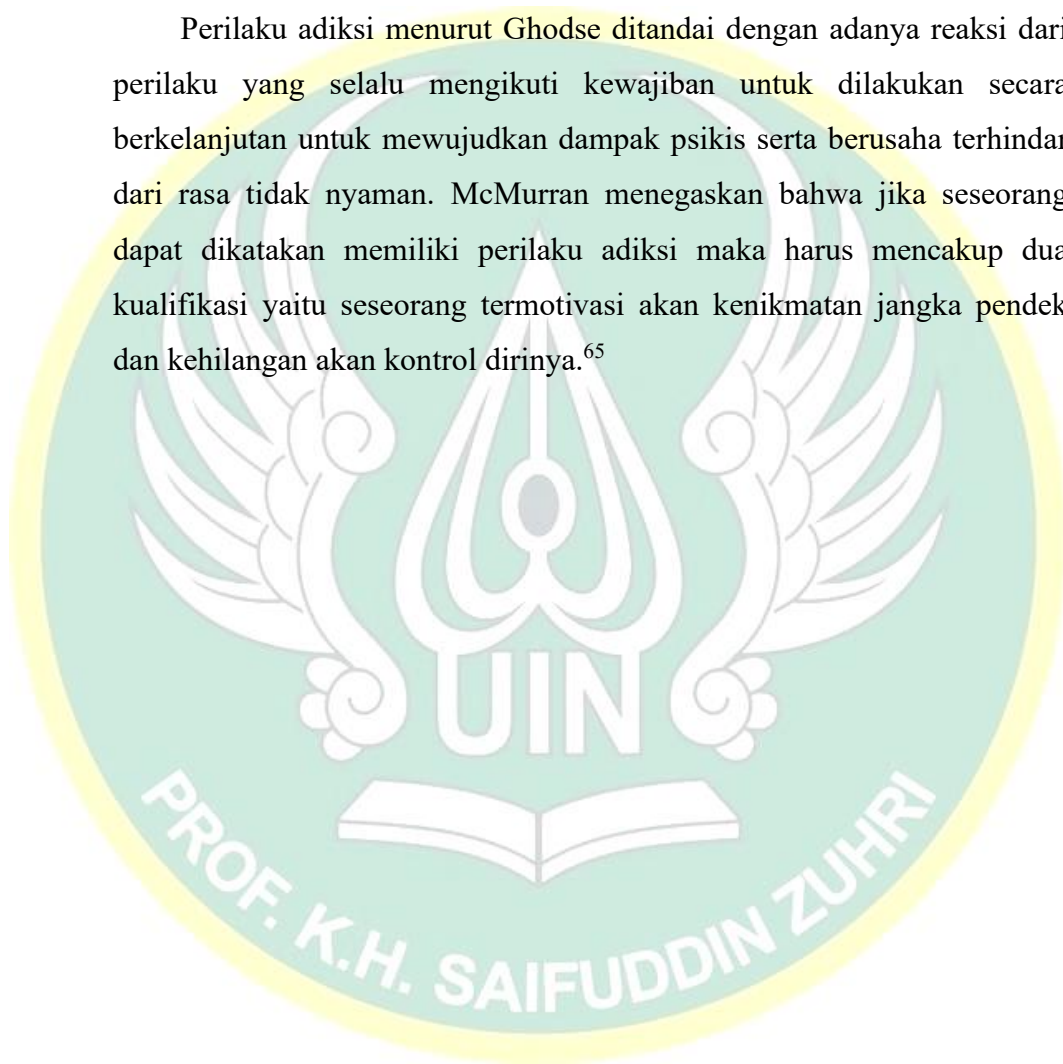 Perilaku adiksi menurut Ghodse ditandai dengan adanya reaksi dari
perilaku yang selalu mengikuti kewajiban untuk dilakukan secara
berkelanjutan untuk mewujudkan dampak psikis serta berusaha terhindar
dari rasa tidak nyaman. McMurran menegaskan bahwa jika seseorang
dapat dikatakan memiliki perilaku adiksi maka harus mencakup dua
kualifikasi yaitu seseorang termotivasi akan kenikmatan jangka pendek
dan kehilangan akan kontrol dirinya.65
UIN
PROF. K.H. SAIFUDDIN ZUHRI